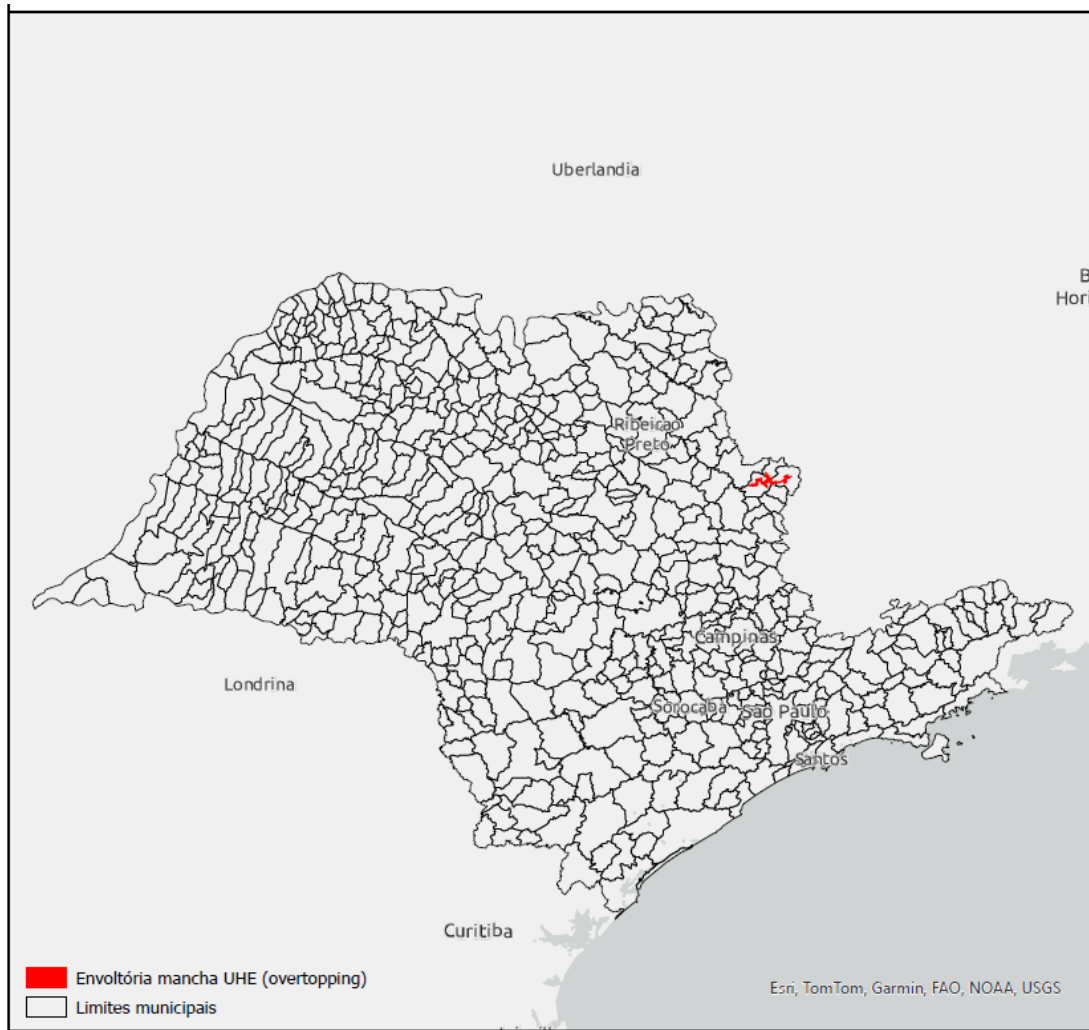 Uberlandia
B
Hori
Ribeirao
Preto
Campinas
Londrina
Sorocaba
São Paulo
Santos
Curitiba
Envoltória mancha UHE (overtopping)
Limites municipais
Esri, TomTom, Garmin, FAO, NOAA, USGS